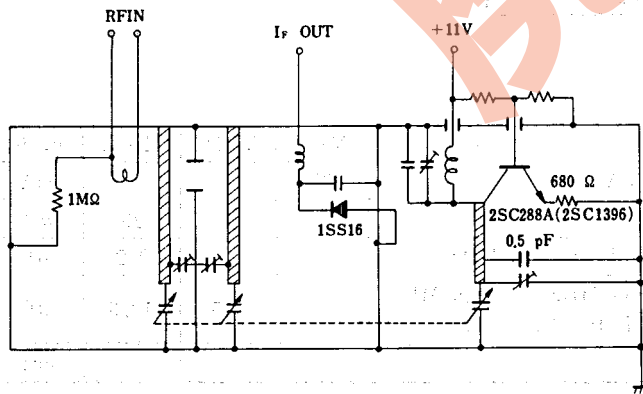 RFIN
IF OUT
+11V
1MΩ
1SS16
680 Ω
2SC288A(2SC1396)
0.5 pF